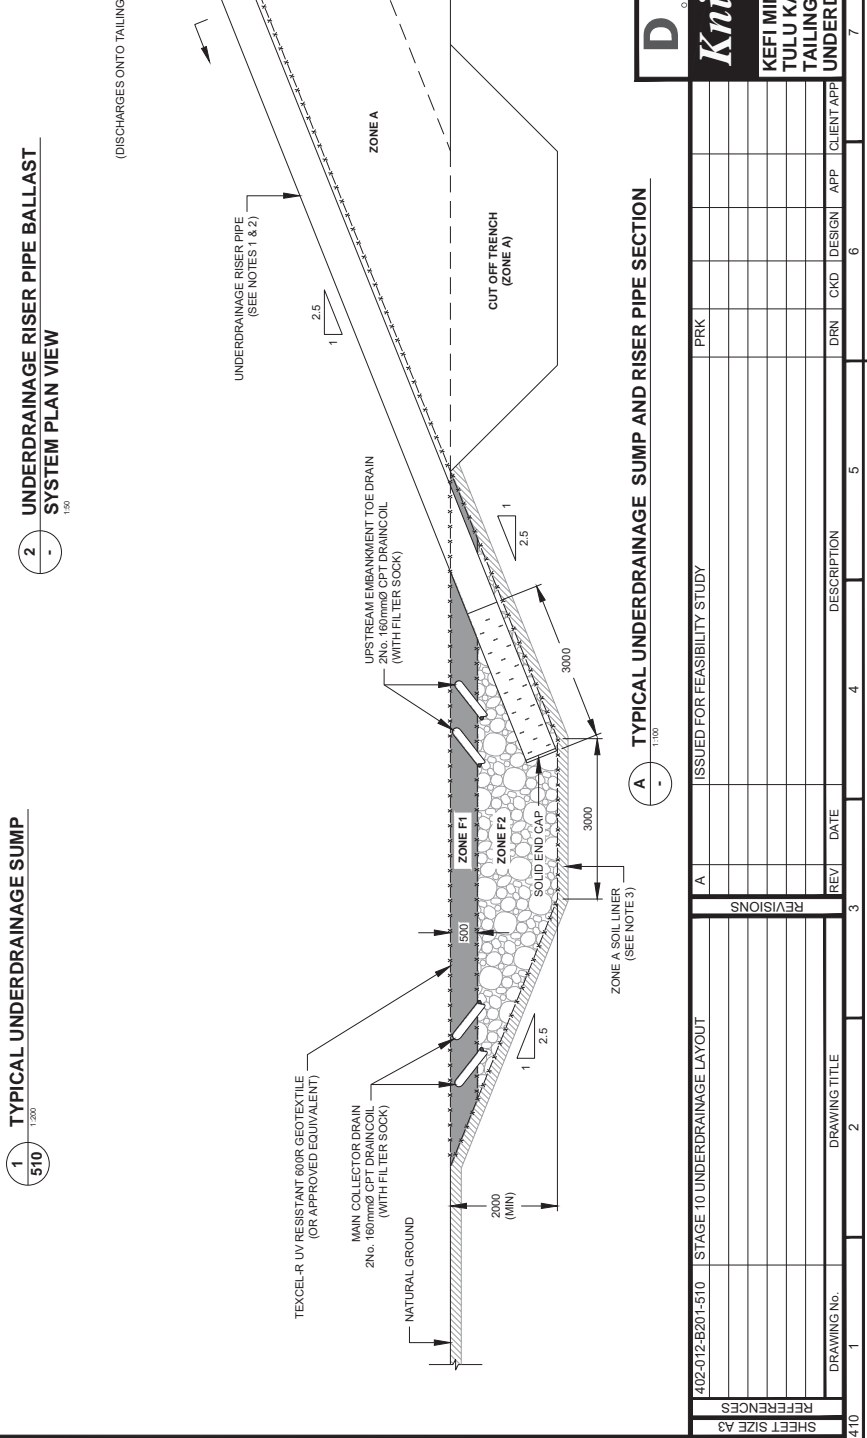 1
510
TYPICAL UNDERDRAINAGE SUMP
1:200
2
-
UNDERDRAINAGE RISER PIPE BALLAST
SYSTEM PLAN VIEW
1:50
(DISCHARGES ONTO TAILING
TEXCEL-R UV RESISTANT 600R GEOTEXTILE
(OR APPROVED EQUIVALENT)
MAIN COLLECTOR DRAIN
2No. 160mmØ CPT DRAINCOIL
(WITH FILTER SOCK)
NATURAL GROUND
UPSTREAM EMBANKMENT TOE DRAIN
2No. 160mmØ CPT DRAINCOIL
(WITH FILTER SOCK)
UNDERDRAINAGE RISER PIPE
(SEE NOTES 1 & 2)
2.5
1
ZONE A
500
ZONE F1
ZONE F2
SOLID END CAP
CUT OFF TRENCH
(ZONE A)
2000
(MIN)
1
2.5
3000
3000
1
2.5
ZONE A SOIL LINER
(SEE NOTE 3)
A
-
TYPICAL UNDERDRAINAGE SUMP AND RISER PIPE SECTION
1:100
D
Kni
KEFI MI
TULU KA
TAILING
UNDERD
SHEET SIZE A3
REFERENCES
402-012-B201-510
STAGE 10 UNDERDRAINAGE LAYOUT
DRAWING No.
DRAWING TITLE
REVISIONS
A
ISSUED FOR FEASIBILITY STUDY
PRK
REV
DATE
DESCRIPTION
DRN
CKD
DESIGN
APP
CLIENT APP
410
1
2
3
4
5
6
7